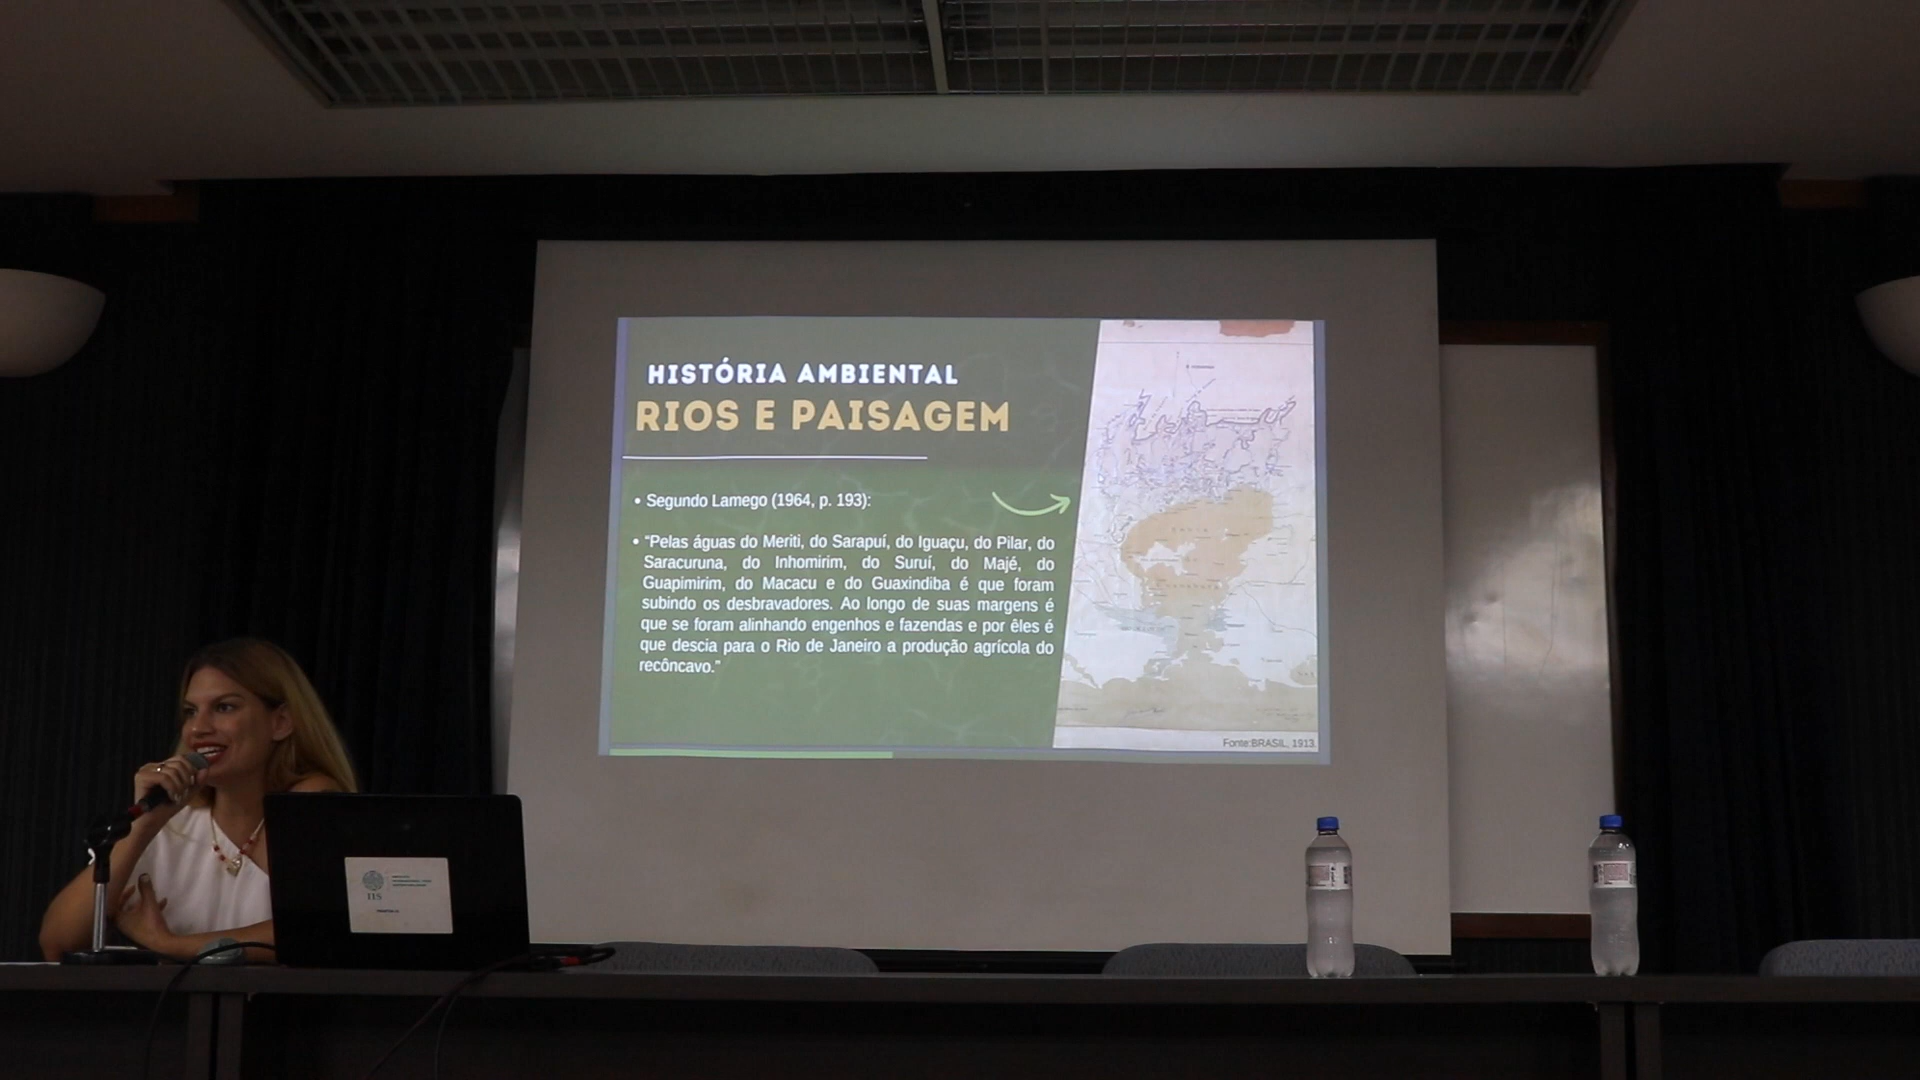 HISTÓRIA AMBIENTAL
RIOS E PAISAGEM
• Segundo Lamego (1964, p. 193):
• “Pelas águas do Meriti, do Sarapuí, do Iguaçu, do Pilar, do
Saracuruna, do Inhomirim, do Suruí, do Majé, do
Guapimirim, do Macacu e do Guaxindiba é que foram
subindo os desbravadores. Ao longo de suas margens é
que se foram alinhando engenhos e fazendas e por êles é
que descia para o Rio de Janeiro a produção agrícola do
recôncavo.”
Fonte:BRASIL, 1913.
IIS